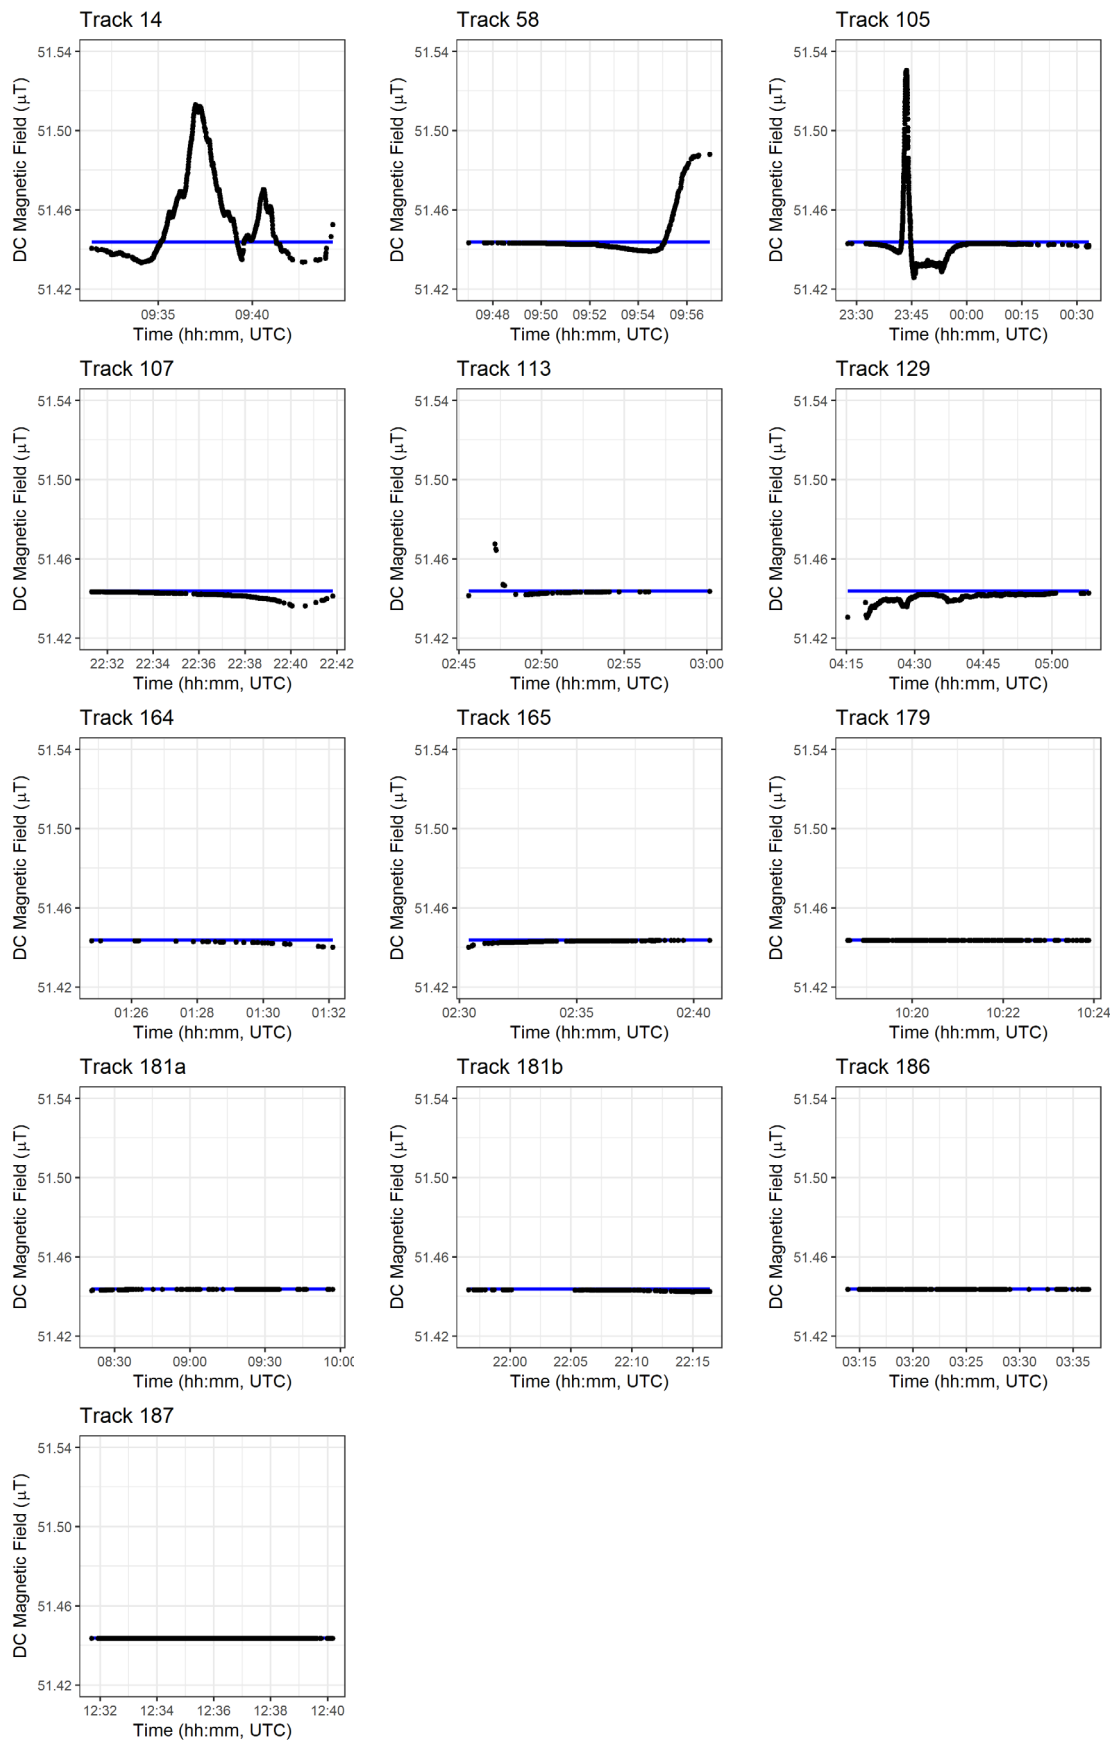 Track 14
Track 58
Track 105
DC Magnetic Field (μT)
51.54
51.50
51.46
51.42
09:35 09:40
Time (hh:mm, UTC)
DC Magnetic Field (μT)
51.54
51.50
51.46
51.42
09:48 09:50 09:52 09:54 09:56
Time (hh:mm, UTC)
DC Magnetic Field (μT)
51.54
51.50
51.46
51.42
23:30 23:45 00:00 00:15 00:30
Time (hh:mm, UTC)
Track 107
Track 113
Track 129
DC Magnetic Field (μT)
51.54
51.50
51.46
51.42
22:32 22:34 22:36 22:38 22:40 22:42
Time (hh:mm, UTC)
DC Magnetic Field (μT)
51.54
51.50
51.46
51.42
02:45 02:50 02:55 03:00
Time (hh:mm, UTC)
DC Magnetic Field (μT)
51.54
51.50
51.46
51.42
04:15 04:30 04:45 05:00
Time (hh:mm, UTC)
Track 164
Track 165
Track 179
DC Magnetic Field (μT)
51.54
51.50
51.46
51.42
01:26 01:28 01:30 01:32
Time (hh:mm, UTC)
DC Magnetic Field (μT)
51.54
51.50
51.46
51.42
02:30 02:35 02:40
Time (hh:mm, UTC)
DC Magnetic Field (μT)
51.54
51.50
51.46
51.42
10:20 10:22 10:24
Time (hh:mm, UTC)
Track 181a
Track 181b
Track 186
DC Magnetic Field (μT)
51.54
51.50
51.46
51.42
08:30 09:00 09:30 10:00
Time (hh:mm, UTC)
DC Magnetic Field (μT)
51.54
51.50
51.46
51.42
22:00 22:05 22:10 22:15
Time (hh:mm, UTC)
DC Magnetic Field (μT)
51.54
51.50
51.46
51.42
03:15 03:20 03:25 03:30 03:35
Time (hh:mm, UTC)
Track 187
DC Magnetic Field (μT)
51.54
51.50
51.46
51.42
12:32 12:34 12:36 12:38 12:40
Time (hh:mm, UTC)